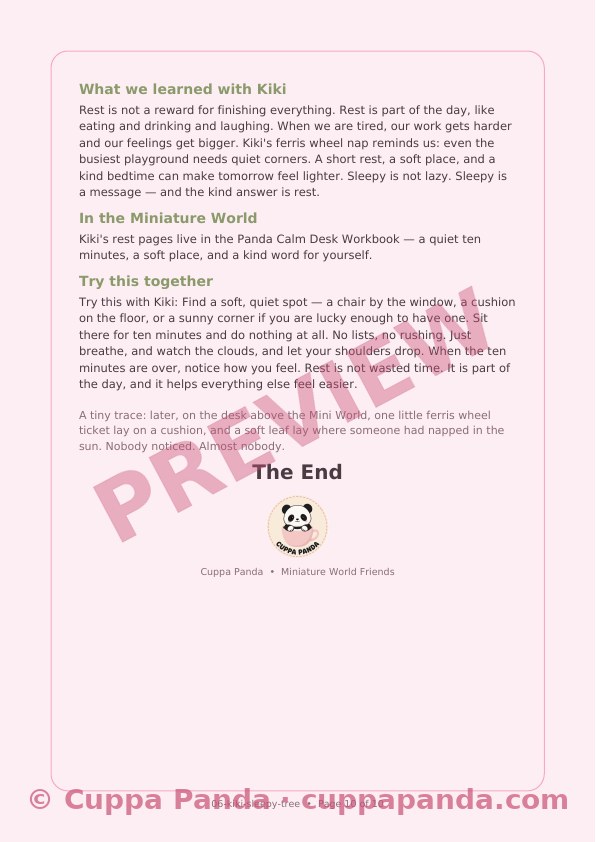 What we learned with Kiki
Rest is not a reward for finishing everything. Rest is part of the day, like
eating and drinking and laughing. When we are tired, our work gets harder
and our feelings get bigger. Kiki's ferris wheel nap reminds us: even the
busiest playground needs quiet corners. A short rest, a soft place, and a
kind bedtime can make tomorrow feel lighter. Sleepy is not lazy. Sleepy is
a message — and the kind answer is rest.
In the Miniature World
Kiki's rest pages live in the Panda Calm Desk Workbook — a quiet ten
minutes, a soft place, and a kind word for yourself.
Try this together
Try this with Kiki: Find a soft, quiet spot — a chair by the window, a cushion
on the floor, or a sunny corner if you are lucky enough to have one. Sit
there for ten minutes and do nothing at all. No lists, no rushing. Just
breathe, and watch the clouds, and let your shoulders drop. When the ten
minutes are over, notice how you feel. Rest is not wasted time. It is part of
the day, and it helps everything else feel easier.
A tiny trace: later, on the desk above the Mini World, one little ferris wheel
ticket lay on a cushion, and a soft leaf lay where someone had napped in the
sun. Nobody noticed. Almost nobody.
PREVIEW
The End
CUPPA PANDA
Cuppa Panda • Miniature World Friends
06-kiki-sleepy-tree • Page 10 of 10
© Cuppa Panda · cuppapanda.com